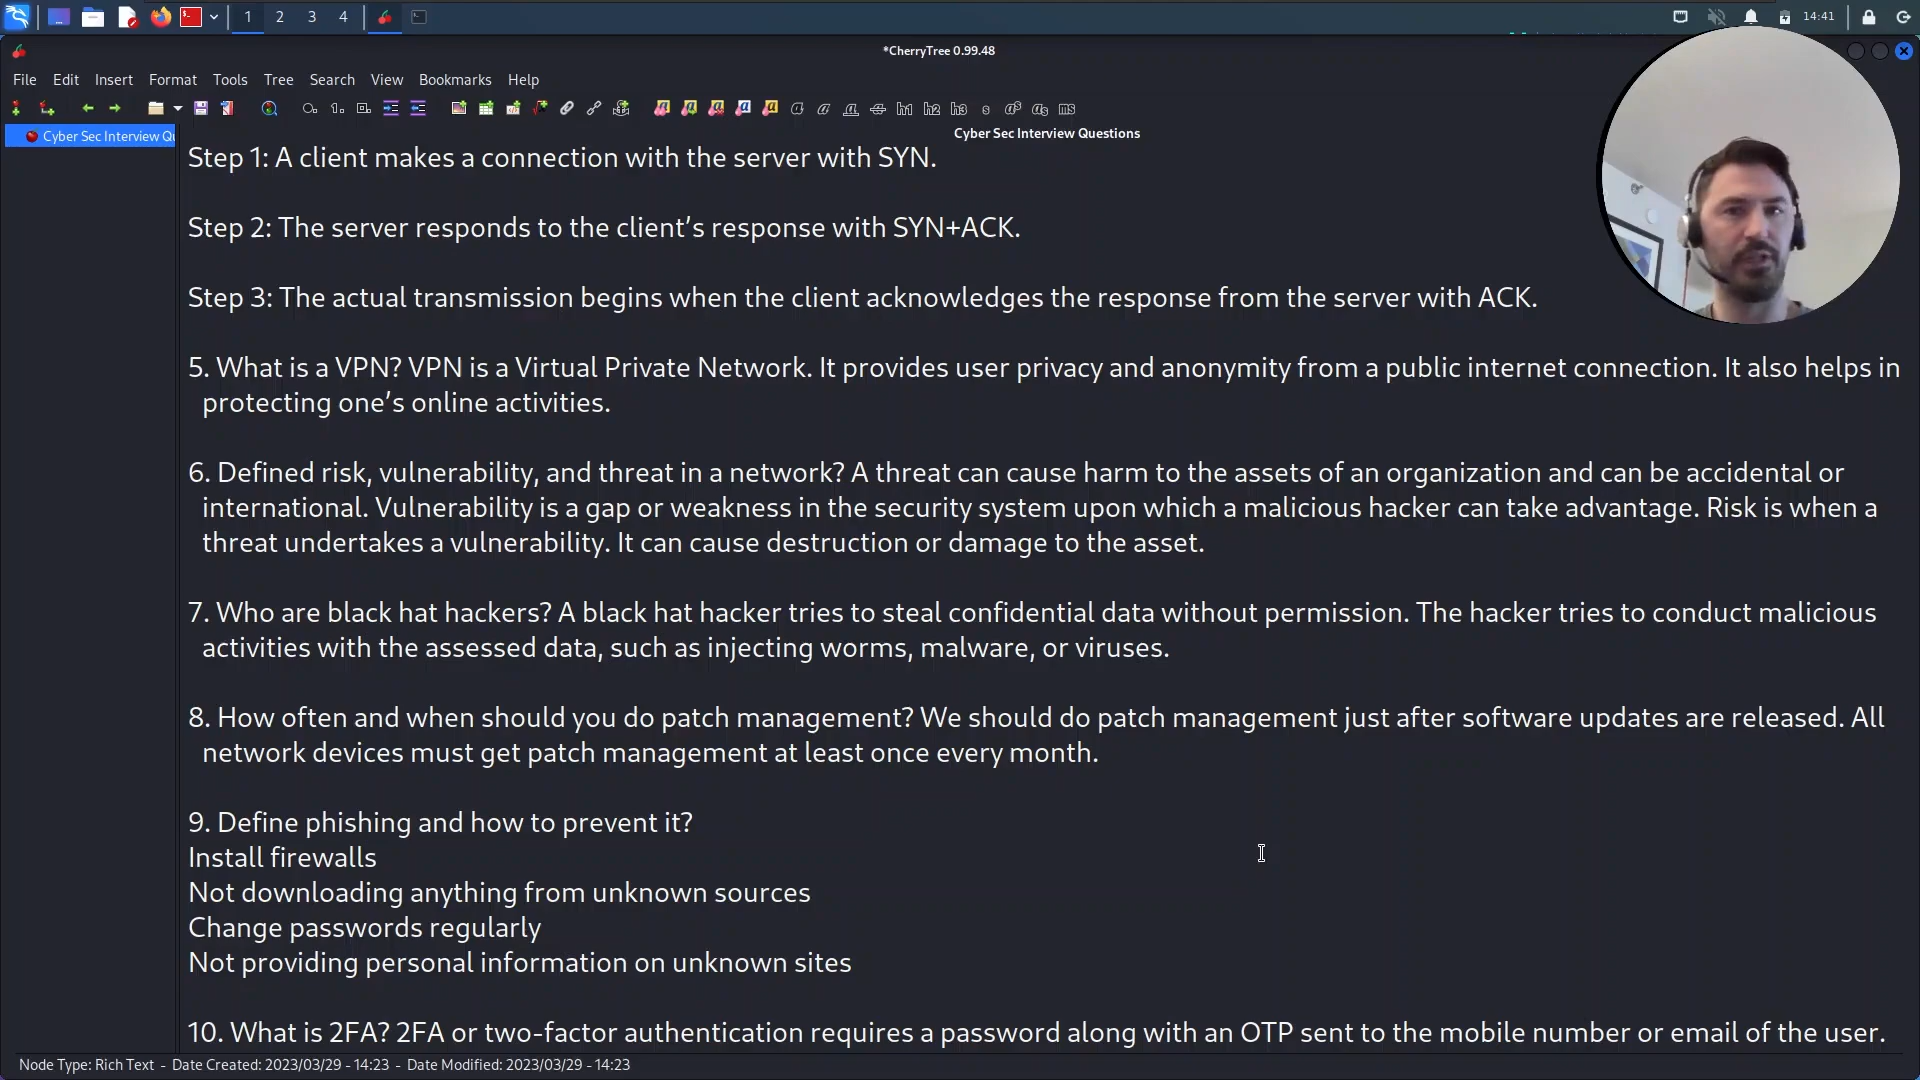 1 2 3 4
14:41
*CherryTree 0.99.48
File Edit Insert Format Tools Tree Search View Bookmarks Help
Cyber Sec Interview Qu
Cyber Sec Interview Questions
Step 1: A client makes a connection with the server with SYN.
Step 2: The server responds to the client’s response with SYN+ACK.
Step 3: The actual transmission begins when the client acknowledges the response from the server with ACK.
5. What is a VPN? VPN is a Virtual Private Network. It provides user privacy and anonymity from a public internet connection. It also helps in
protecting one’s online activities.
6. Defined risk, vulnerability, and threat in a network? A threat can cause harm to the assets of an organization and can be accidental or
international. Vulnerability is a gap or weakness in the security system upon which a malicious hacker can take advantage. Risk is when a
threat undertakes a vulnerability. It can cause destruction or damage to the asset.
7. Who are black hat hackers? A black hat hacker tries to steal confidential data without permission. The hacker tries to conduct malicious
activities with the assessed data, such as injecting worms, malware, or viruses.
8. How often and when should you do patch management? We should do patch management just after software updates are released. All
network devices must get patch management at least once every month.
9. Define phishing and how to prevent it?
Install firewalls
Not downloading anything from unknown sources
Change passwords regularly
Not providing personal information on unknown sites
10. What is 2FA? 2FA or two-factor authentication requires a password along with an OTP sent to the mobile number or email of the user.
Node Type: Rich Text - Date Created: 2023/03/29 - 14:23 - Date Modified: 2023/03/29 - 14:23